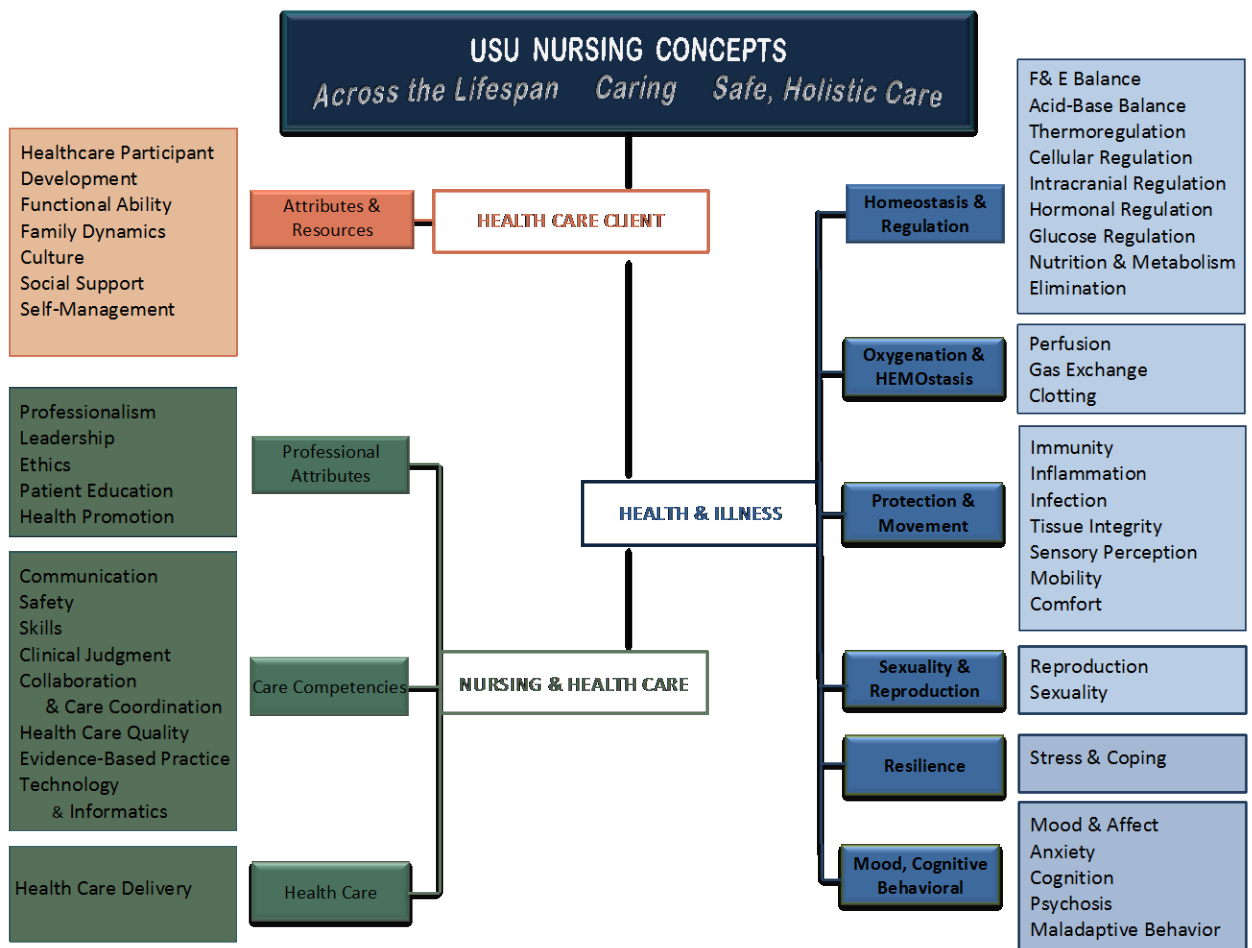 USU NURSING CONCEPTS
Across the Lifespan Caring Safe, Holistic Care
HEALTH CARE CLIENT
Attributes &
Resources
Healthcare Participant
Development
Functional Ability
Family Dynamics
Culture
Social Support
Self-Management
HEALTH & ILLNESS
Homeostasis &
Regulation
F& E Balance
Acid-Base Balance
Thermoregulation
Cellular Regulation
Intracranial Regulation
Hormonal Regulation
Glucose Regulation
Nutrition & Metabolism
Elimination
Oxygenation &
HEMOstasis
Perfusion
Gas Exchange
Clotting
Protection &
Movement
Immunity
Inflammation
Infection
Tissue Integrity
Sensory Perception
Mobility
Comfort
Sexuality &
Reproduction
Reproduction
Sexuality
Resilience
Stress & Coping
Mood, Cognitive
Behavioral
Mood & Affect
Anxiety
Cognition
Psychosis
Maladaptive Behavior
NURSING & HEALTH CARE
Professional
Attributes
Professionalism
Leadership
Ethics
Patient Education
Health Promotion
Care Competencies
Communication
Safety
Skills
Clinical Judgment
Collaboration
& Care Coordination
Health Care Quality
Evidence-Based Practice
Technology
& Informatics
Health Care
Health Care Delivery